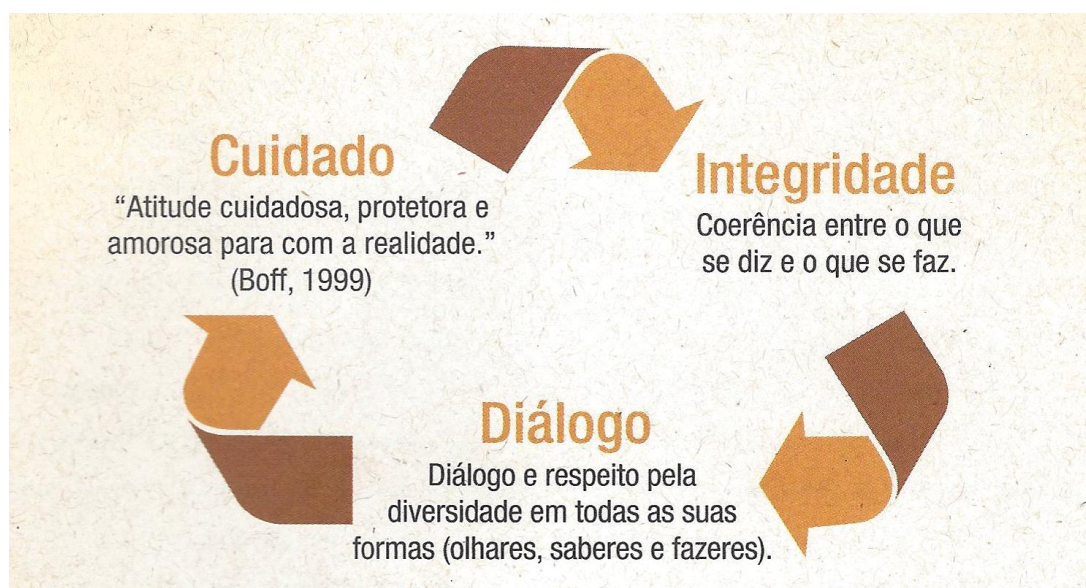 Cuidado
“Atitude cuidadosa, protetora e
amorosa para com a realidade.”
(Boff, 1999)
Integridade
Coerência entre o que
se diz e o que se faz.
Diálogo
Diálogo e respeito pela
diversidade em todas as suas
formas (olhares, saberes e fazeres).